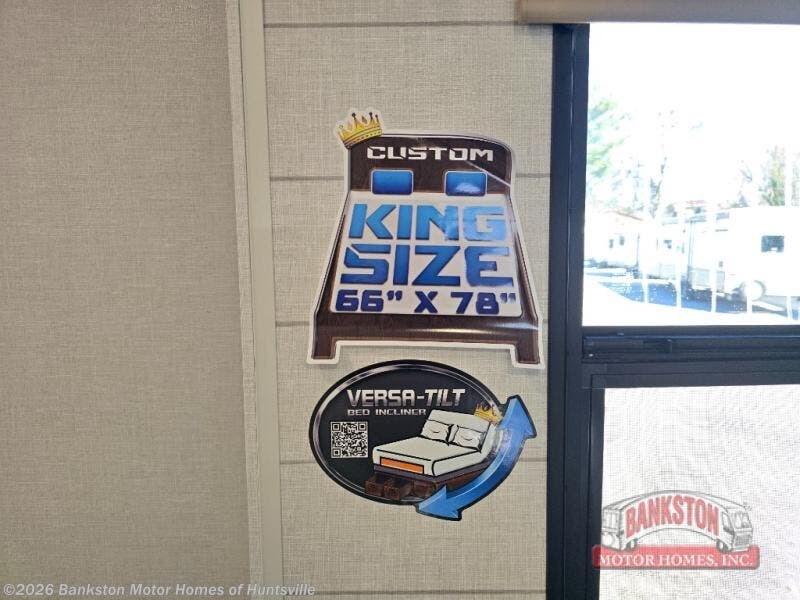 CUSTOM
KING
SIZE
66" X 78"
VERSA-TILT
BED INCLINER
BANKSTON
MOTOR HOMES, INC.
©2026 Bankston Motor Homes of Huntsville